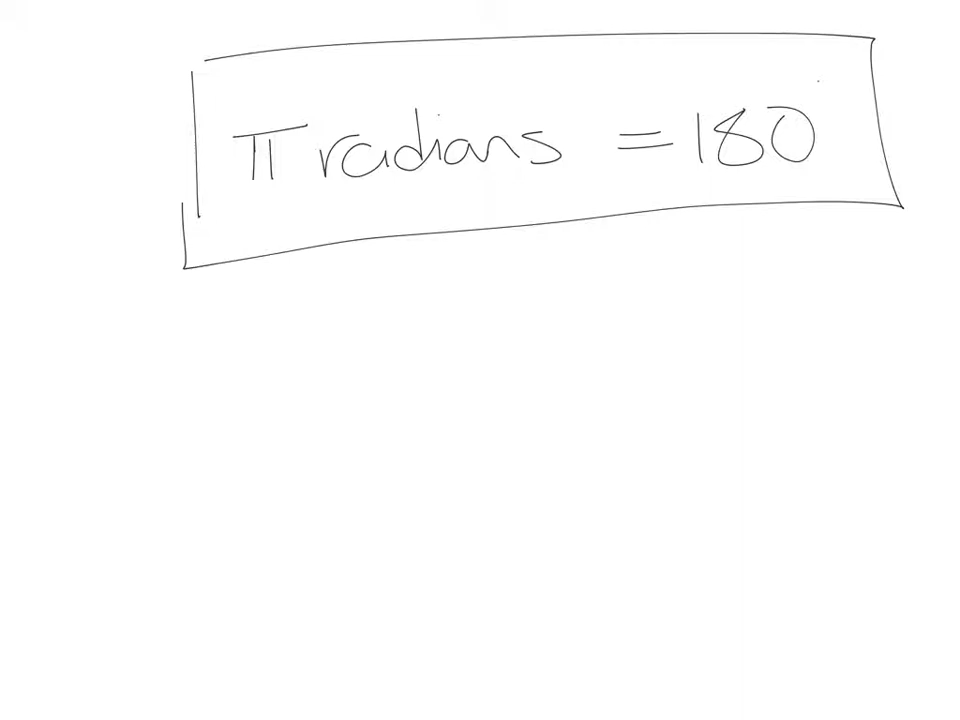 π radians = 180